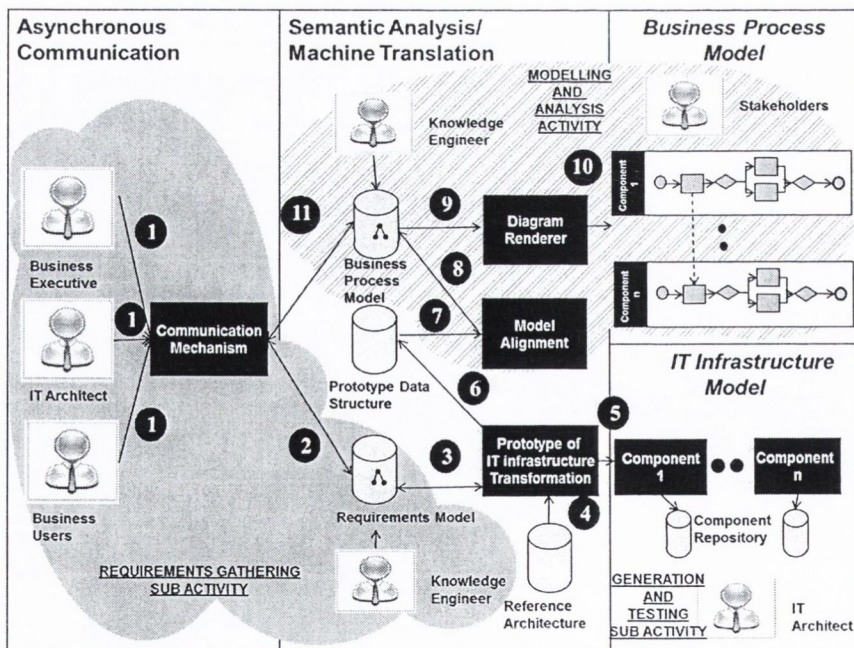 Asynchronous
Communication
Semantic Analysis/
Machine Translation
Business Process
Model
MODELLING
AND
ANALYSIS
ACTIVITY
Knowledge
Engineer
Stakeholders
1
Business
Executive
1
IT Architect
1
Business
Users
Communication
Mechanism
11
9
10
Business
Process
Model
8
Diagram
Renderer
Component
1
Component
n
7
Model
Alignment
Prototype Data
Structure
6
IT Infrastructure
Model
2
3
5
Prototype of
IT infrastructure
Transformation
4
Component
1
Component
n
Requirements Model
Component
Repository
REQUIREMENTS GATHERING
SUB ACTIVITY
Knowledge
Engineer
Reference
Architecture
GENERATION
AND
TESTING
SUB ACTIVITY
IT
Architect